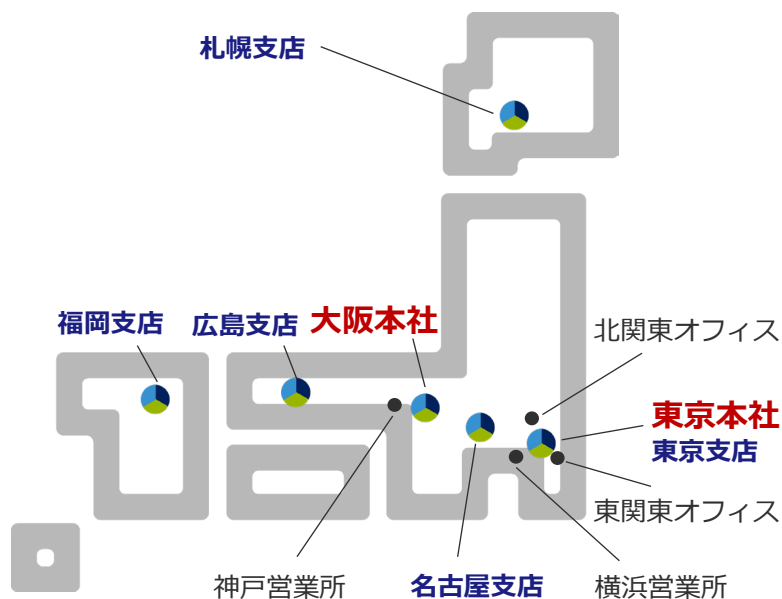 札幌支店
福岡支店
広島支店
大阪本社
北関東オフィス
東京本社
東京支店
東関東オフィス
神戸営業所
名古屋支店
横浜営業所